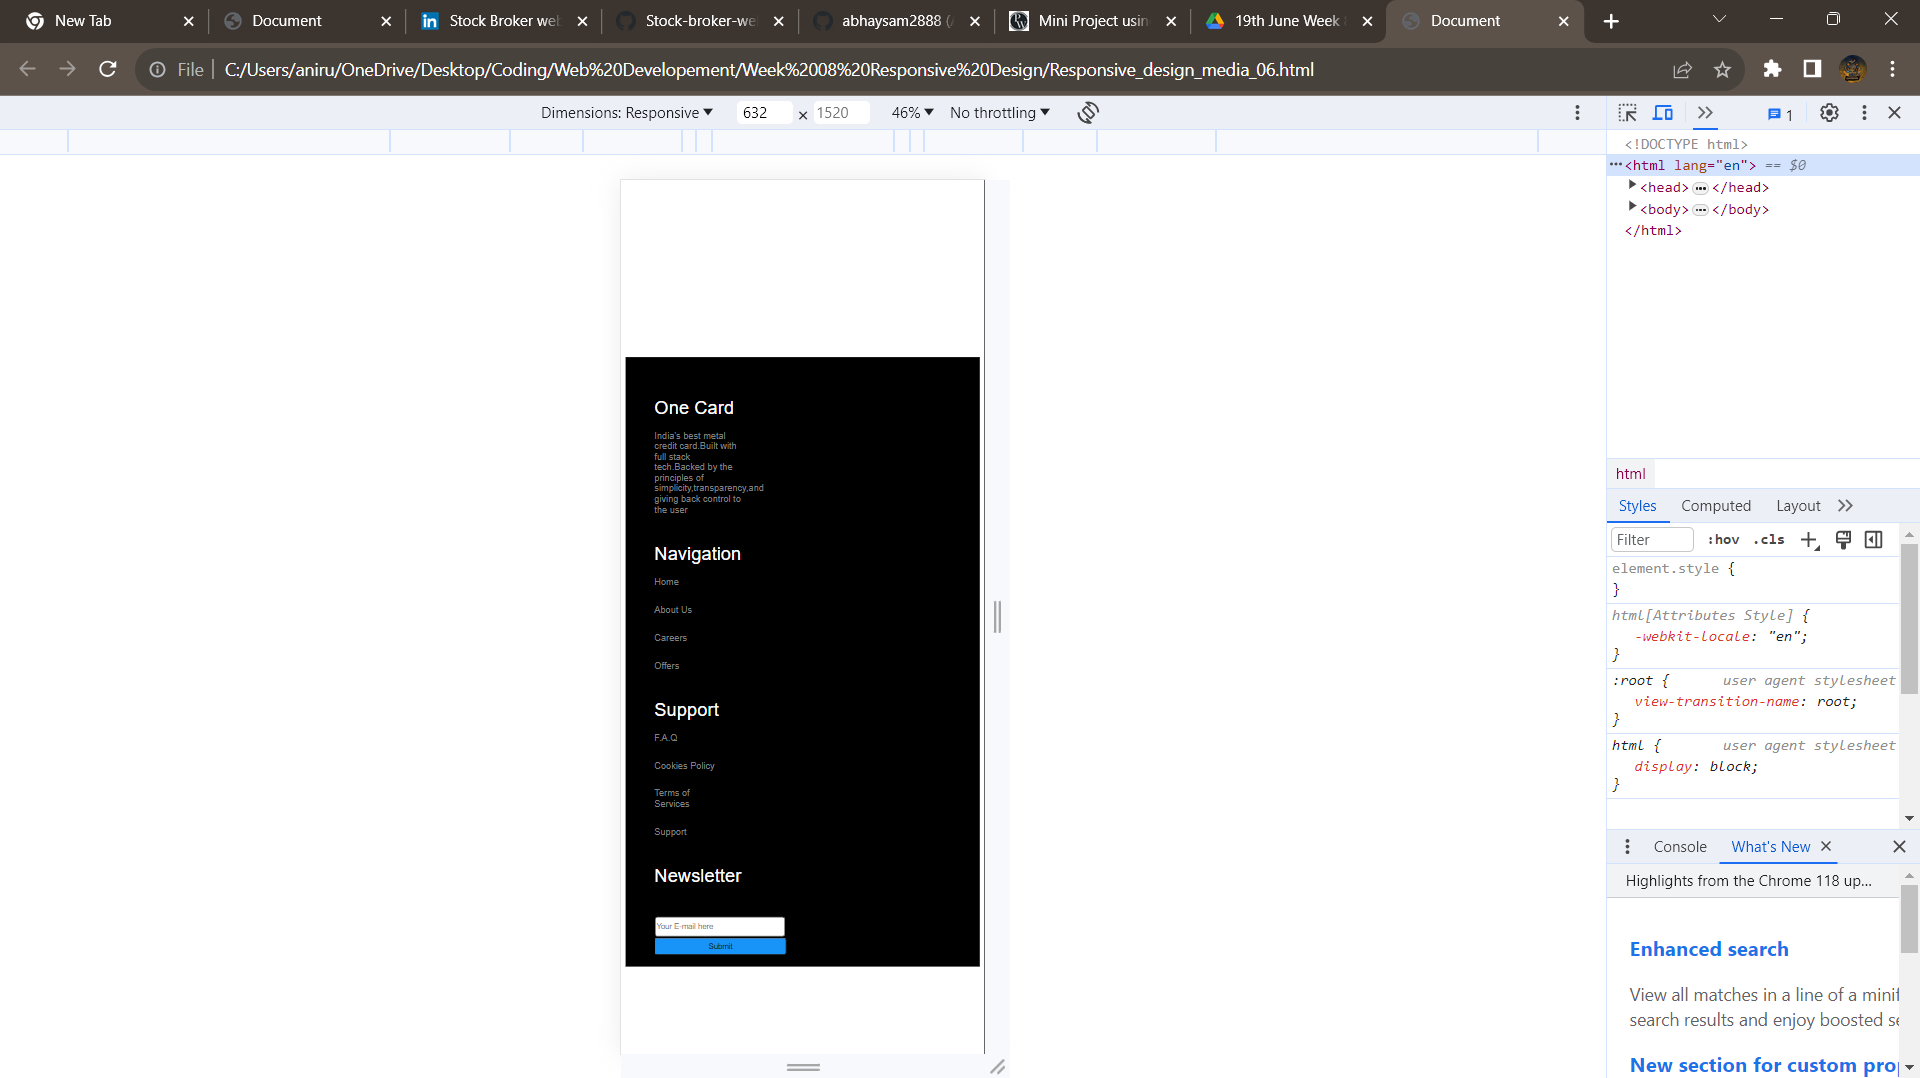 New Tab
Document
Stock Broker web
Stock-broker-we
abhaysam2888 (
Mini Project usin
19th June Week
Document
File
C:/Users/aniru/OneDrive/Desktop/Coding/Web%20Developement/Week%2008%20Responsive%20Design/Responsive_design_media_06.html
Dimensions: Responsive
632 x 1520
46%
No throttling
1
<!DOCTYPE html>
<html lang="en"> == $0
<head> </head>
<body> </body>
</html>
One Card
India's best metal
credit card.Built with
full stack
tech.Backed by the
principles of
simplicity,transparency,and
giving back control to
the user
Navigation
Home
About Us
Careers
Offers
Support
F.A.Q
Cookies Policy
Terms of
Services
Support
Newsletter
Your E-mail here
Submit
html
Styles Computed Layout
Filter :hov .cls
element.style {
}
html[Attributes Style] {
-webkit-locale: "en";
}
:root { user agent stylesheet
view-transition-name: root;
}
html { user agent stylesheet
display: block;
}
Console What's New
Highlights from the Chrome 118 up...
Enhanced search
View all matches in a line of a minif
search results and enjoy boosted se
New section for custom pro